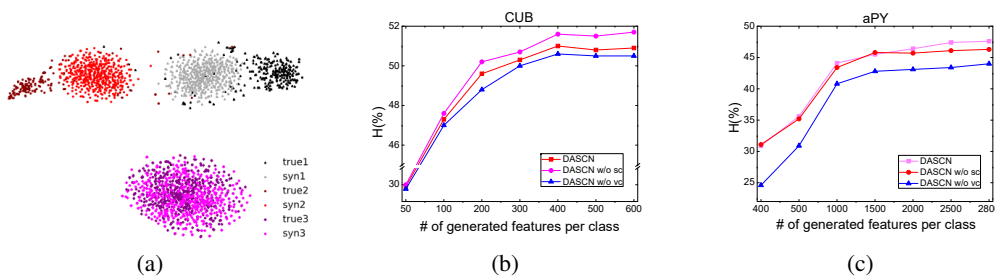 true1
syn1
true2
syn2
true3
syn3
(a)
CUB
H(%)
52
50
48
46
30
50 100 200 300 400 500 600
# of generated features per class
DASCN
DASCN w/o sc
DASCN w/o vc
(b)
aPY
H(%)
50
45
40
35
30
25
400 500 1000 1500 2000 2500 280
# of generated features per class
DASCN
DASCN w/o sc
DASCN w/o vc
(c)